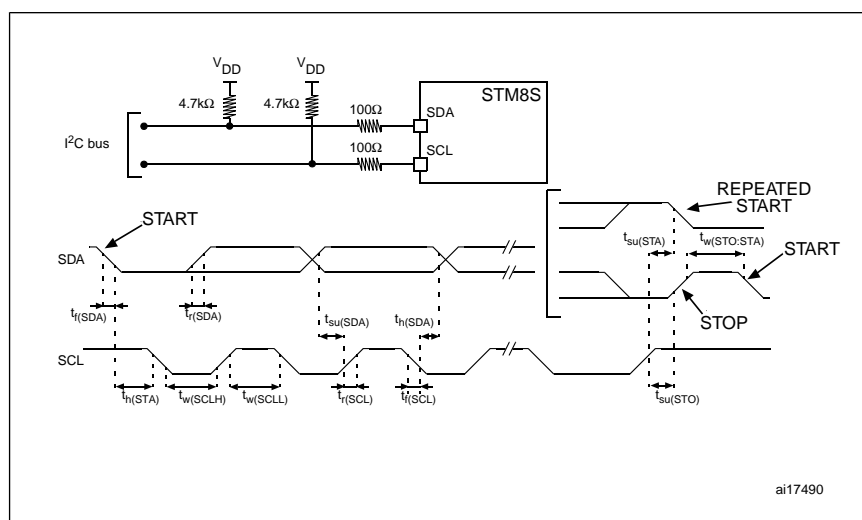 VDD VDD
STM8S
4.7kΩ 4.7kΩ 100Ω SDA
I²C bus
100Ω SCL
REPEATED
START
START
tsu(STA) tw(STO:STA)
START
SDA
tf(SDA) tr(SDA) tsu(SDA) th(SDA)
STOP
SCL
th(STA) tw(SCLH) tw(SCLL) tr(SCL) tf(SCL) tsu(STO)
ai17490